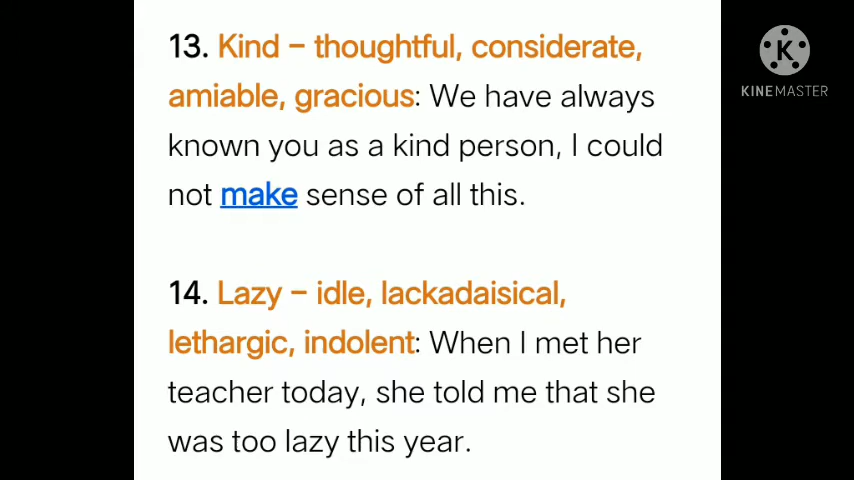 13. Kind – thoughtful, considerate,
amiable, gracious: We have always
known you as a kind person, I could
not make sense of all this.
14. Lazy – idle, lackadaisical,
lethargic, indolent: When I met her
teacher today, she told me that she
was too lazy this year.
K
KINEMASTER